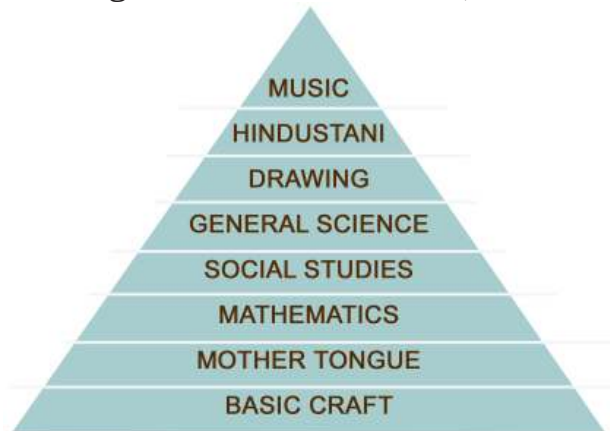 MUSIC
HINDUSTANI
DRAWING
GENERAL SCIENCE
SOCIAL STUDIES
MATHEMATICS
MOTHER TONGUE
BASIC CRAFT